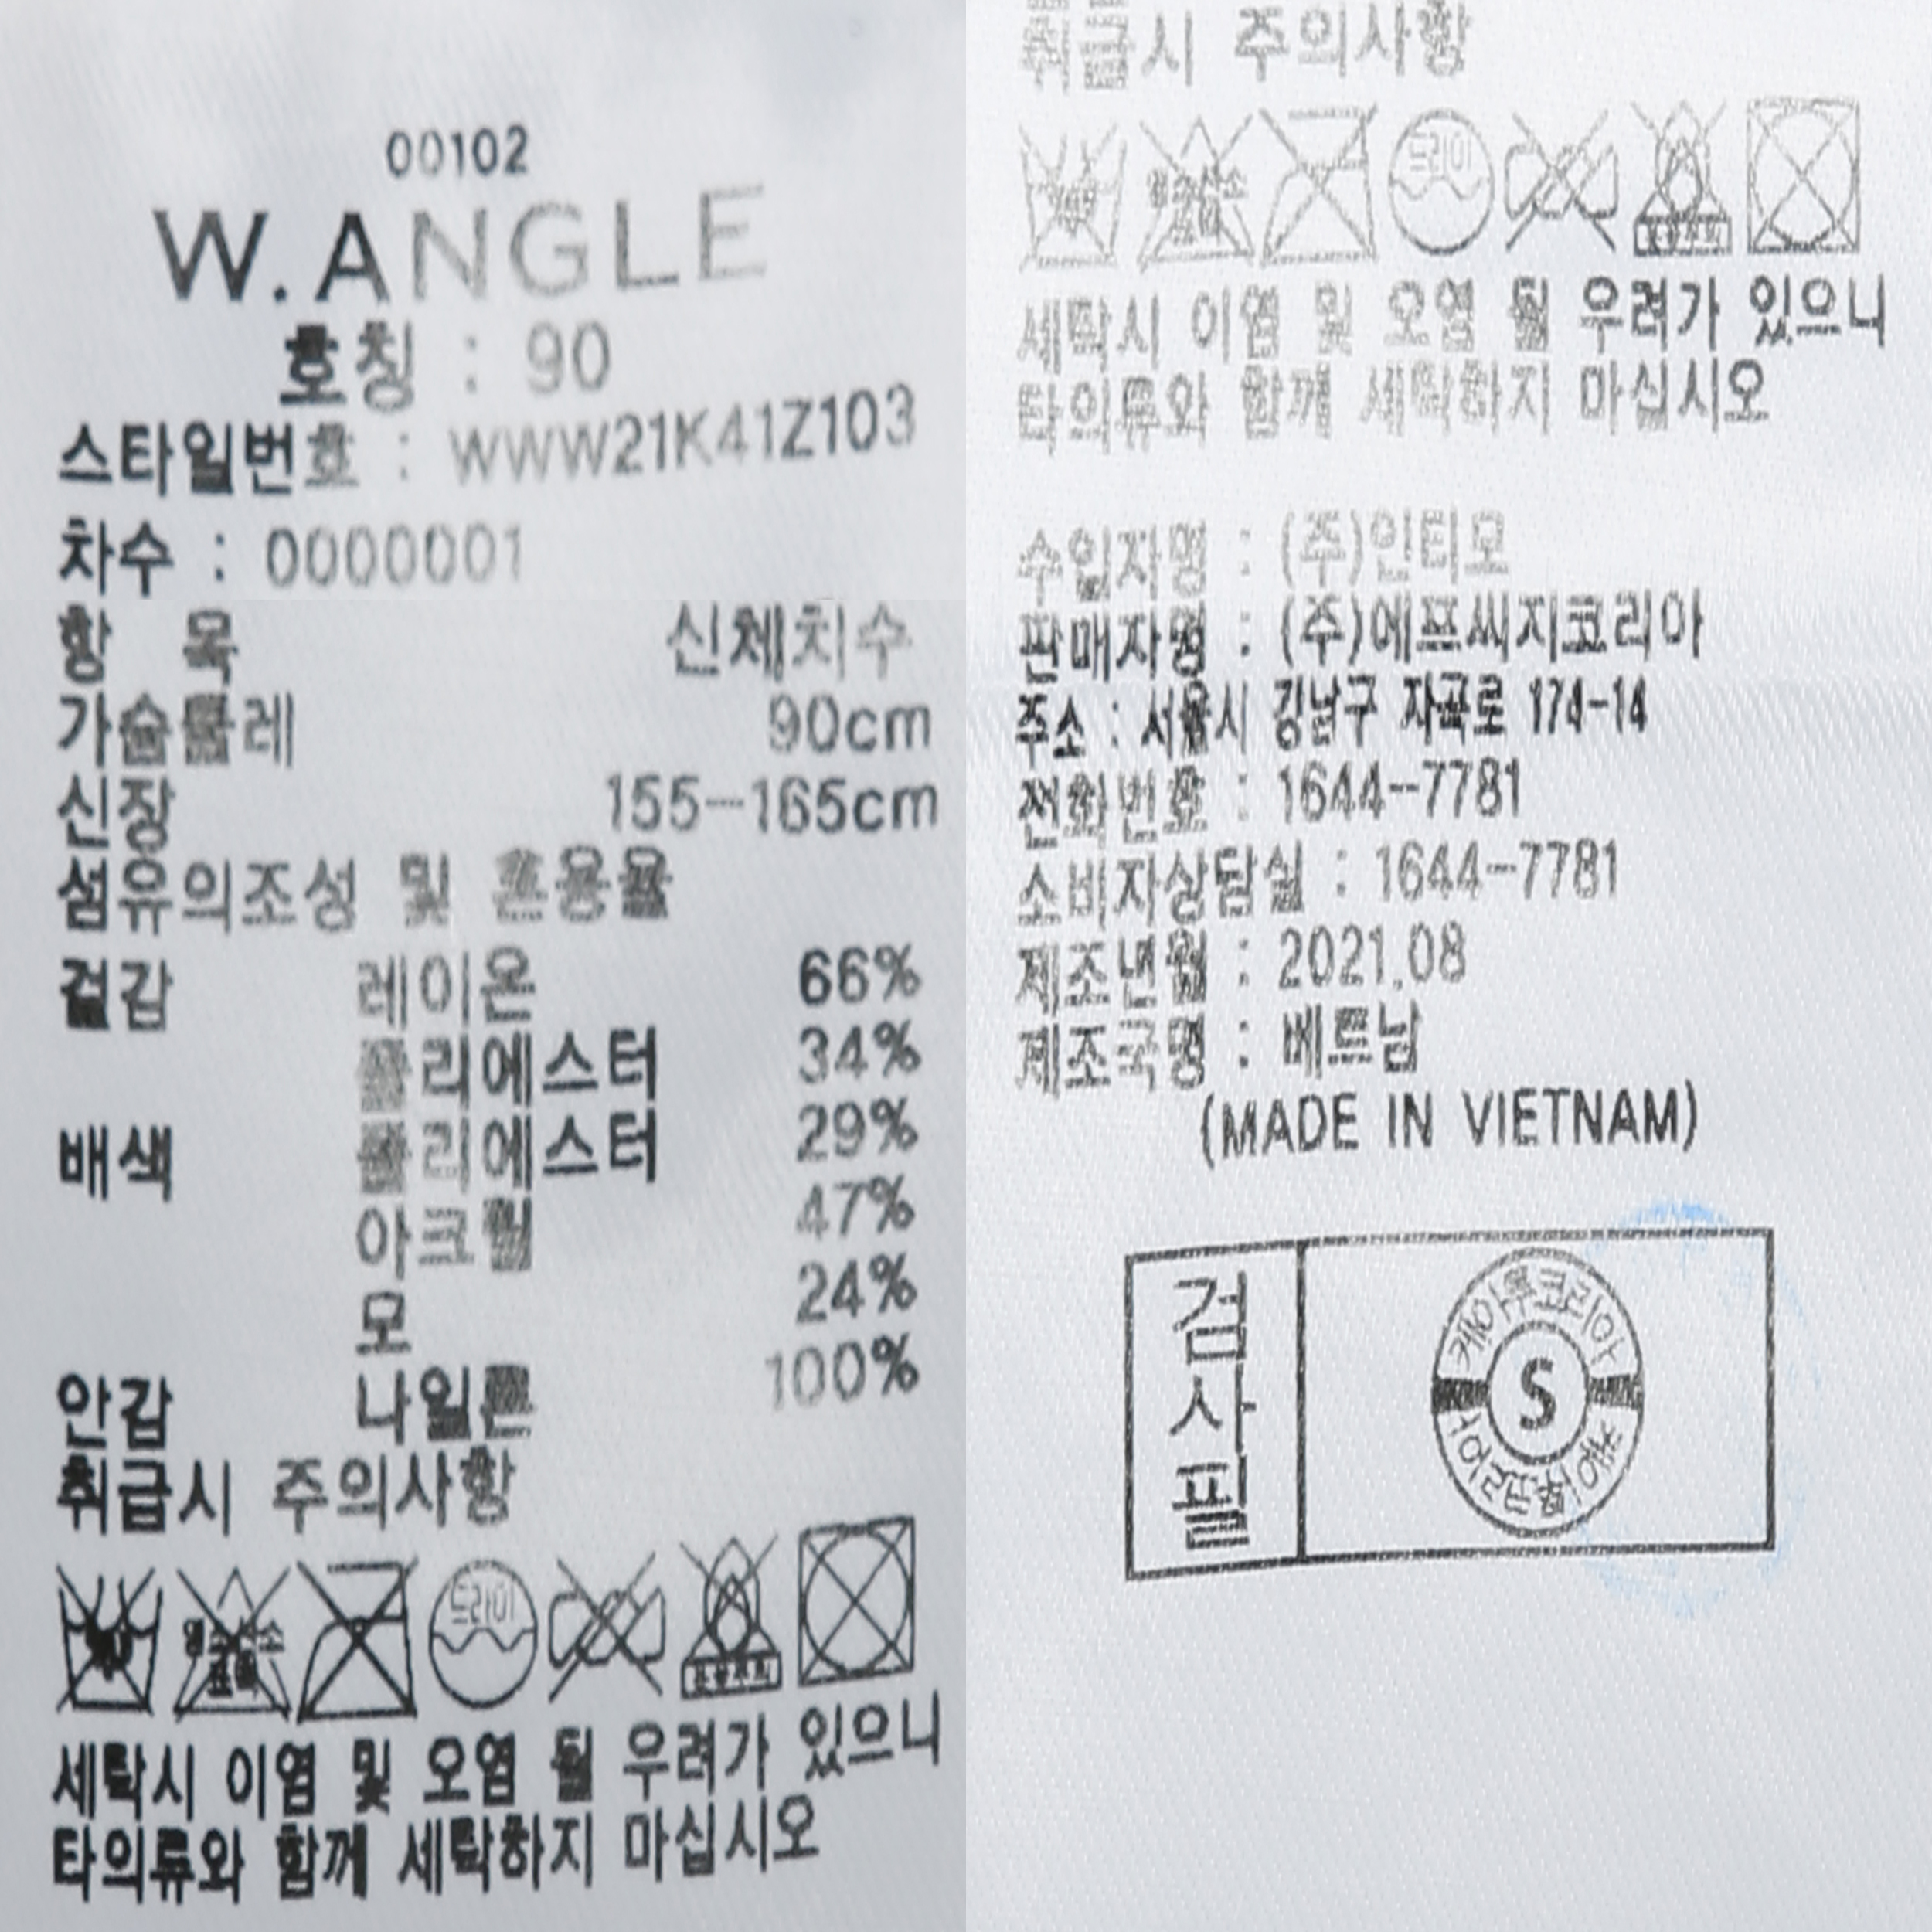 00102
W.ANGLE
호칭 : 90
스타일번호 : WWW21K41Z103
차수 : 0000001
항 목 신체치수
가슴둘레 90cm
신장 155-165cm
섬유의조성 및 혼용율
겉감 레이온 66%
폴리에스터 34%
배색 폴리에스터 29%
아크릴 47%
모 24%
안감 나일론 100%
취급시 주의사항
드라이
세탁시 이염 및 오염 될 우려가 있으니
타의류와 함께 세탁하지 마십시오
취급시 주의사항
드라이
세탁시 이염 및 오염 될 우려가 있으니
타의류와 함께 세탁하지 마십시오
수입자명 : (주)인티모
판매자명 : (주)에프씨지코리아
주소 : 서울시 강남구 자곡로 174-14
전화번호 : 1644-7781
소비자상담실 : 1644-7781
제조년월 : 2021.08
제조국명 : 베트남
(MADE IN VIETNAM)
검사필
S